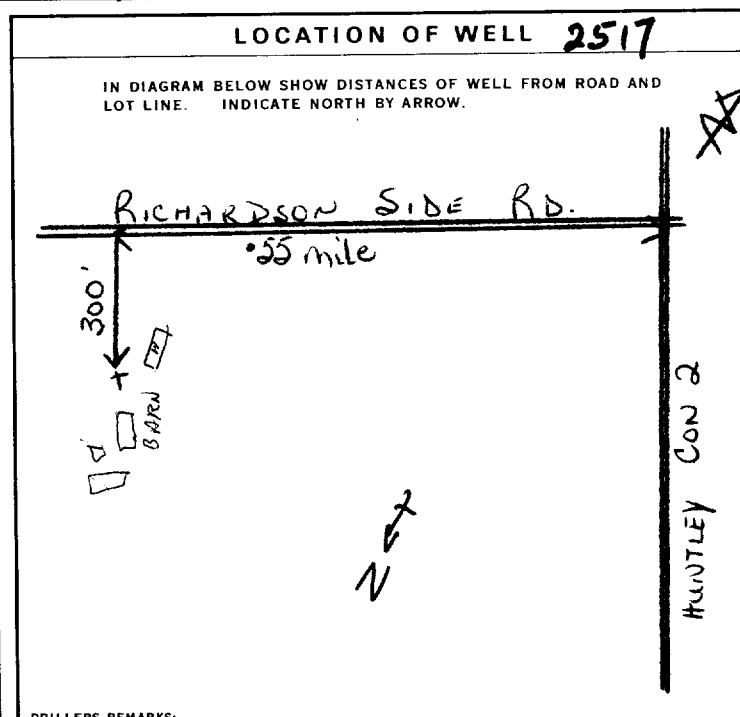 LOCATION OF WELL 2517
IN DIAGRAM BELOW SHOW DISTANCES OF WELL FROM ROAD AND
LOT LINE. INDICATE NORTH BY ARROW.
RICHARDSON SIDE RD.
.55 mile
300'
H
BARN
HUNTLEY CON 2
N
DRILLERS REMARKS: